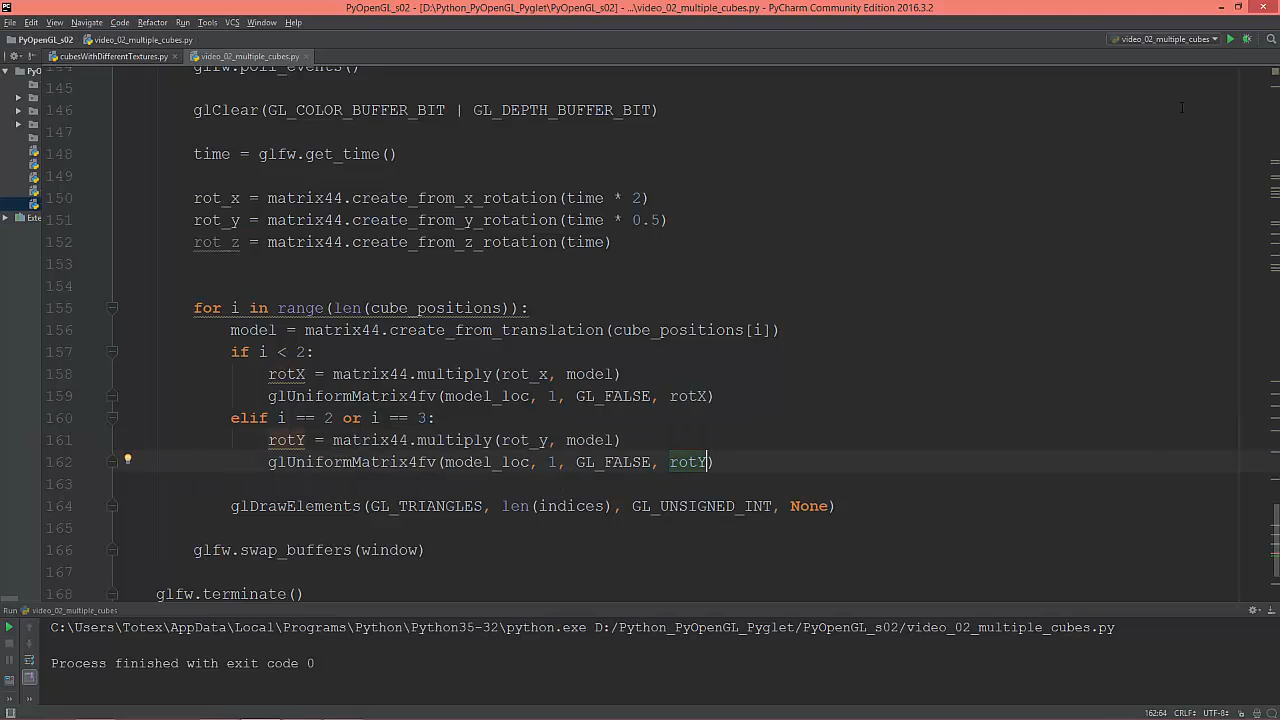 PyOpenGL_s02 - [D:\Python_PyOpenGL_Pyglet\PyOpenGL_s02] - ...\video_02_multiple_cubes.py - PyCharm Community Edition 2016.3.2
File Edit View Navigate Code Refactor Run Tools VCS Window Help
PyOpenGL_s02 video_02_multiple_cubes.py video_02_multiple_cubes
cubesWithDifferentTextures.py video_02_multiple_cubes.py
144 glfw.poll_events()
PyO
145
146 glClear(GL_COLOR_BUFFER_BIT | GL_DEPTH_BUFFER_BIT)
147
148 time = glfw.get_time()
149
150 rot_x = matrix44.create_from_x_rotation(time * 2)
151 rot_y = matrix44.create_from_y_rotation(time * 0.5)
Exte
152 rot_z = matrix44.create_from_z_rotation(time)
153
154
155 for i in range(len(cube_positions)):
156 model = matrix44.create_from_translation(cube_positions[i])
157 if i < 2:
158 rotX = matrix44.multiply(rot_x, model)
159 glUniformMatrix4fv(model_loc, 1, GL_FALSE, rotX)
160 elif i == 2 or i == 3:
161 rotY = matrix44.multiply(rot_y, model)
162 glUniformMatrix4fv(model_loc, 1, GL_FALSE, rotY)
163
164 glDrawElements(GL_TRIANGLES, len(indices), GL_UNSIGNED_INT, None)
165
166 glfw.swap_buffers(window)
167
168 glfw.terminate()
Run video_02_multiple_cubes
C:\Users\Totex\AppData\Local\Programs\Python\Python35-32\python.exe D:/Python_PyOpenGL_Pyglet/PyOpenGL_s02/video_02_multiple_cubes.py
Process finished with exit code 0
162:64 CRLF÷ UTF-8÷